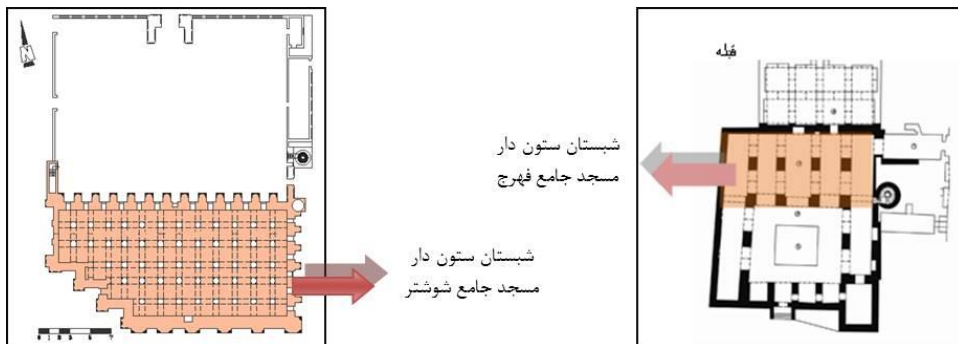 قبله
شبستان ستون دار
مسجد جامع فهرج
شبستان ستون دار
مسجد جامع شوشتر